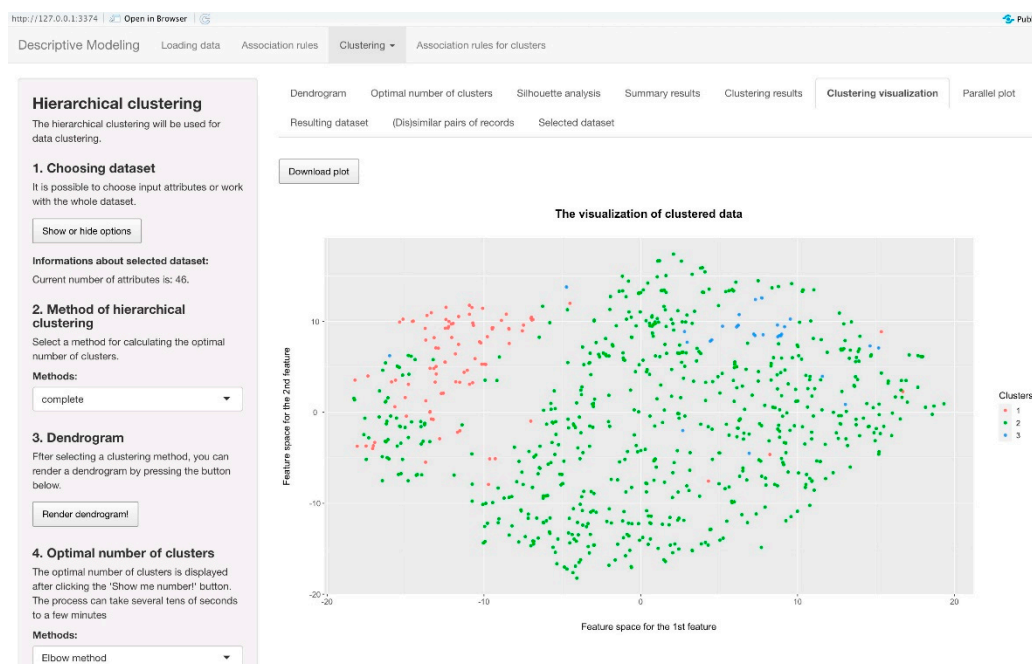 http://127.0.0.1:3374 Open in Browser Publ
Descriptive Modeling Loading data Association rules Clustering Association rules for clusters
Hierarchical clustering
The hierarchical clustering will be used for
data clustering.
1. Choosing dataset
It is possible to choose input attributes or work
with the whole dataset.
Show or hide options
Informations about selected dataset:
Current number of attributes is: 46.
2. Method of hierarchical
clustering
Select a method for calculating the optimal
number of clusters.
Methods:
complete
3. Dendrogram
Ffter selecting a clustering method, you can
render a dendrogram by pressing the button
below.
Render dendrogram!
4. Optimal number of clusters
The optimal number of clusters is displayed
after clicking the 'Show me number!' button.
The process can take several tens of seconds
to a few minutes
Methods:
Elbow method
Dendrogram Optimal number of clusters Silhouette analysis Summary results Clustering results Clustering visualization Parallel plot
Resulting dataset (Dis)similar pairs of records Selected dataset
Download plot
The visualization of clustered data
Feature space for the 2nd feature
10
0
-10
-20
-20 -10 0 10 20
Feature space for the 1st feature
Clusters
1
2
3